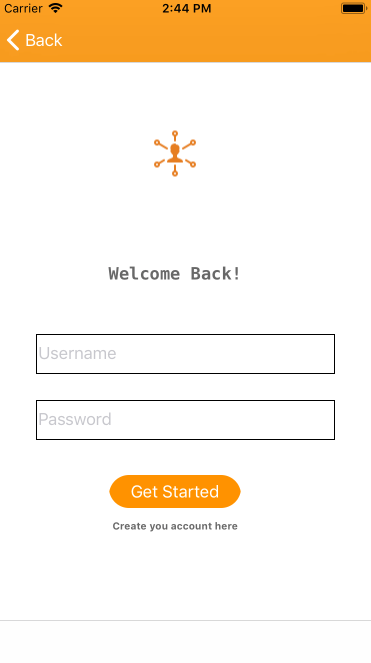 Carrier 2:44 PM
Back
Welcome Back!
Username
Password
Get Started
Create you account here